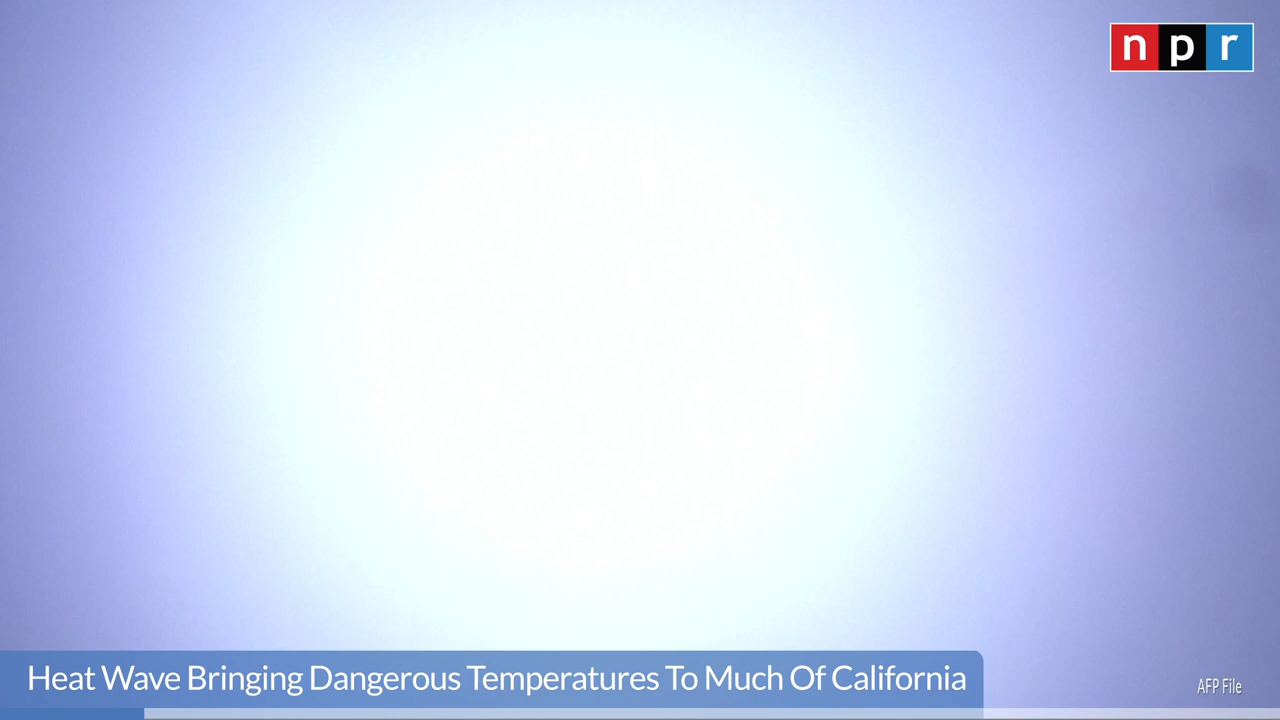 npr
Heat Wave Bringing Dangerous Temperatures To Much Of California
AFP File